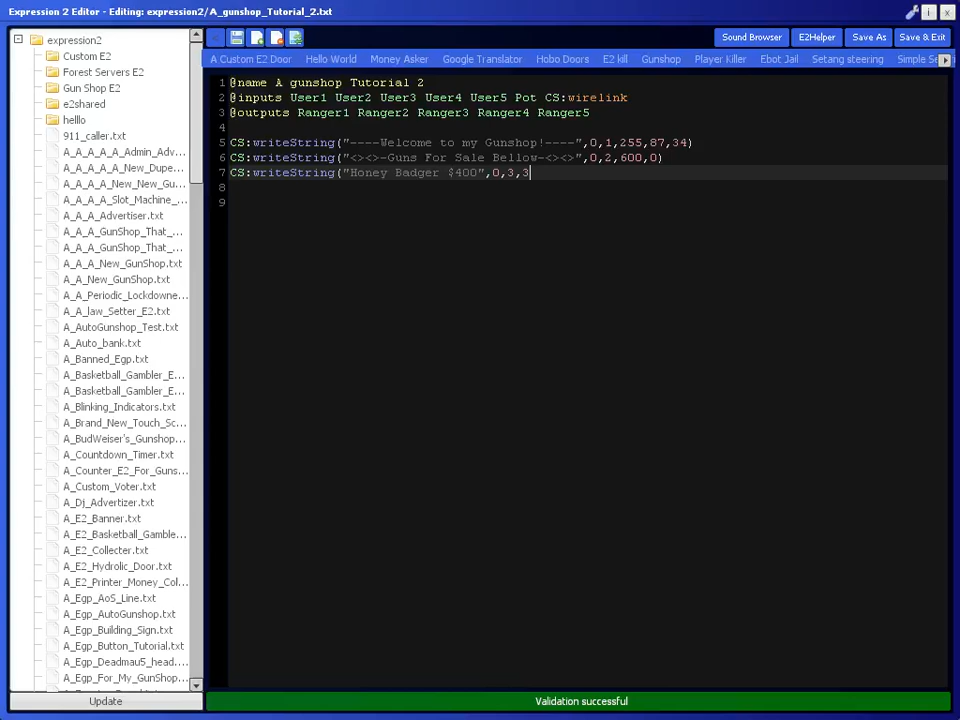 Expression 2 Editor - Editing: expression2/A_gunshop_Tutorial_2.txt
Sound Browser E2Helper Save As Save & Exit
A Custom E2 Door Hello World Money Asker Google Translator Hobo Doors E2 kill Gunshop Player Killer Ebot Jail Setang steering Simple Se
expression2
Custom E2
Forest Servers E2
Gun Shop E2
e2shared
helllo
911_caller.txt
A_A_A_A_A_Admin_Adv...
A_A_A_A_A_New_Dupe...
A_A_A_A_New_New_Gu...
A_A_A_A_Slot_Machine_...
A_A_A_Advertiser.txt
A_A_A_GunShop_That_...
A_A_A_GunShop_That_...
A_A_A_New_GunShop.txt
A_A_New_GunShop.txt
A_A_Periodic_Lockdowne...
A_A_law_Setter_E2.txt
A_AutoGunshop_Test.txt
A_Auto_bank.txt
A_Banned_Egp.txt
A_Basketball_Gambler_E...
A_Basketball_Gambler_E...
A_Blinking_Indicators.txt
A_Brand_New_Touch_Sc...
A_BudWeiser's_Gunshop...
A_Countdown_Timer.txt
A_Counter_E2_For_Guns...
A_Custom_Voter.txt
A_Dj_Advertizer.txt
A_E2_Banner.txt
A_E2_Basketball_Gamble...
A_E2_Collecter.txt
A_E2_Hydrolic_Door.txt
A_E2_Printer_Money_Col...
A_Egp_AoS_Line.txt
A_Egp_AutoGunshop.txt
A_Egp_Building_Sign.txt
A_Egp_Button_Tutorial.txt
A_Egp_Deadmau5_head....
A_Egp_For_My_GunShop...
Update
1 @name A gunshop Tutorial 2
2 @inputs User1 User2 User3 User4 User5 Pot CS:wirelink
3 @outputs Ranger1 Ranger2 Ranger3 Ranger4 Ranger5
4
5 CS:writeString("----Welcome to my Gunshop!----",0,1,255,87,34)
6 CS:writeString("<><>-Guns For Sale Bellow-<><>",0,2,600,0)
7 CS:writeString("Honey Badger $400",0,3,3
8
9
Validation successful